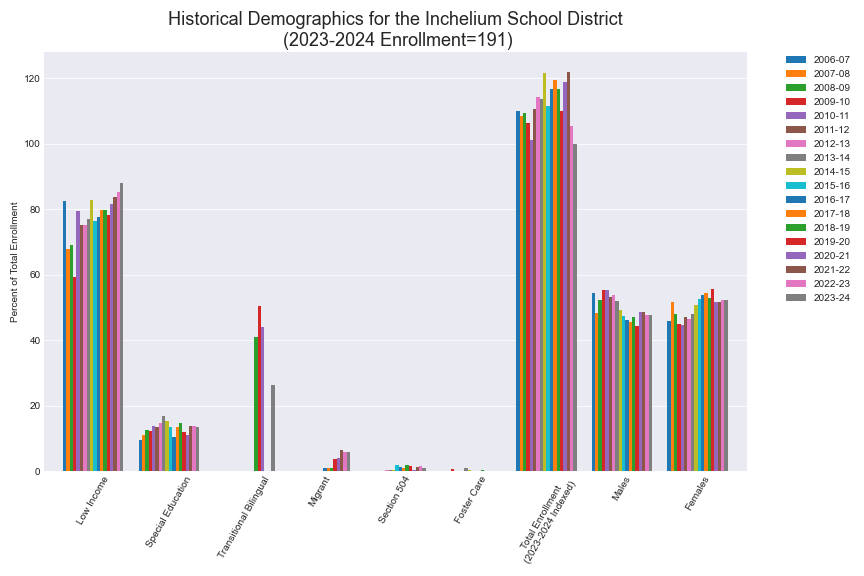 Historical Demographics for the Inchelium School District
(2023-2024 Enrollment=191)
Percent of Total Enrollment
120
100
80
60
40
20
0
Low Income
Special Education
Transitional Bilingual
Migrant
Section 504
Foster Care
Total Enrollment
(2023-2024 Indexed)
Males
Females
2006-07
2007-08
2008-09
2009-10
2010-11
2011-12
2012-13
2013-14
2014-15
2015-16
2016-17
2017-18
2018-19
2019-20
2020-21
2021-22
2022-23
2023-24